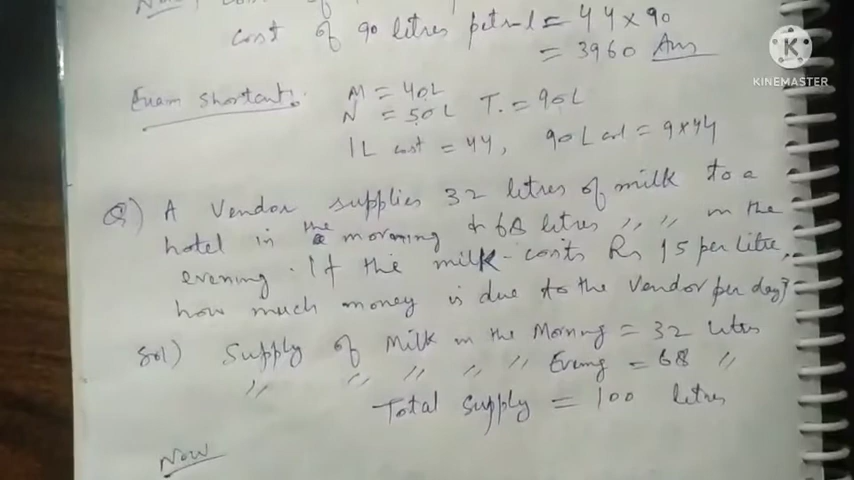 cost of
cost of 90 litres petrol = 44 x 90
= 3960 Ans
KINEMASTER
Exam shortcut:
M = 40L
N = 50L T. = 90L
1L cost = 44, 90L cost = 9x44
Q) A Vendor supplies 32 litres of milk to a
hotel in the morning & 68 litres " " in the
evening. If the milk costs Rs 15 per litre,
how much money is due to the Vendor per day?
Sol) Supply of Milk in the Morning = 32 litres
" " " " " Evening = 68 "
Total Supply = 100 litres
Now